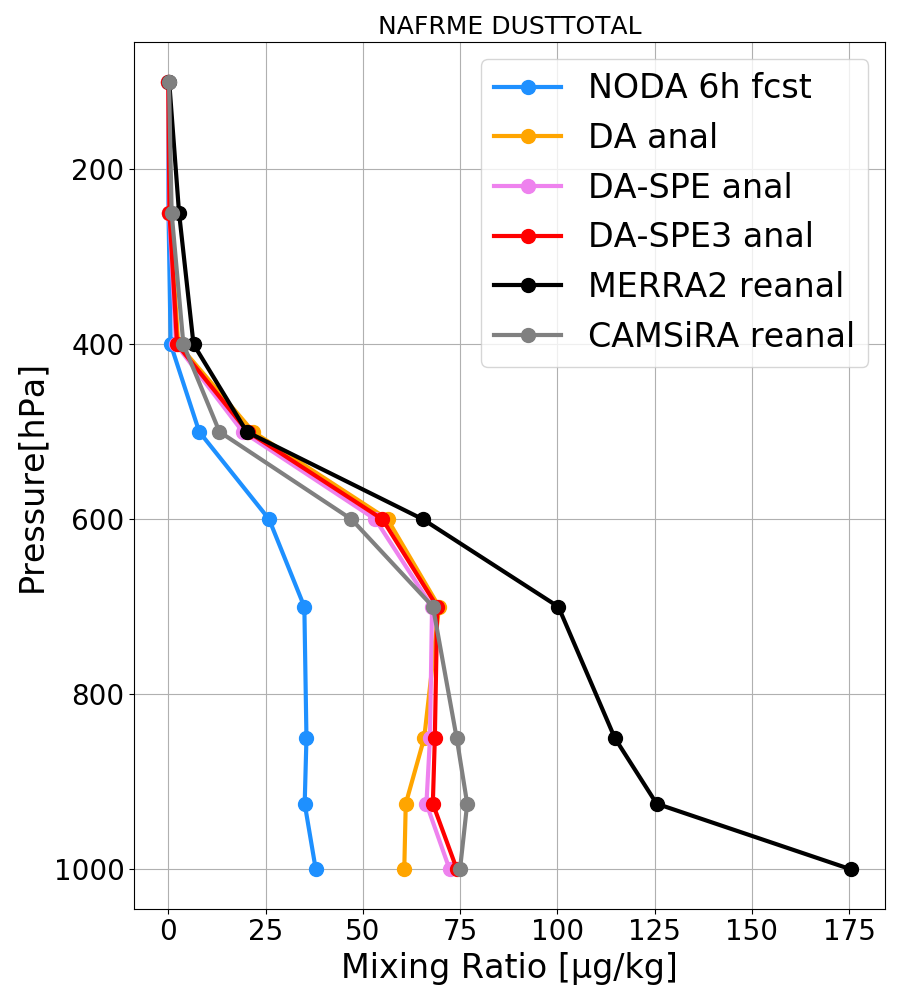 NAFRME DUSTTOTAL
NODA 6h fcst
DA anal
DA-SPE anal
DA-SPE3 anal
MERRA2 reanal
CAMSiRA reanal
200
400
600
800
1000
Pressure[hPa]
0 25 50 75 100 125 150 175
Mixing Ratio [μg/kg]